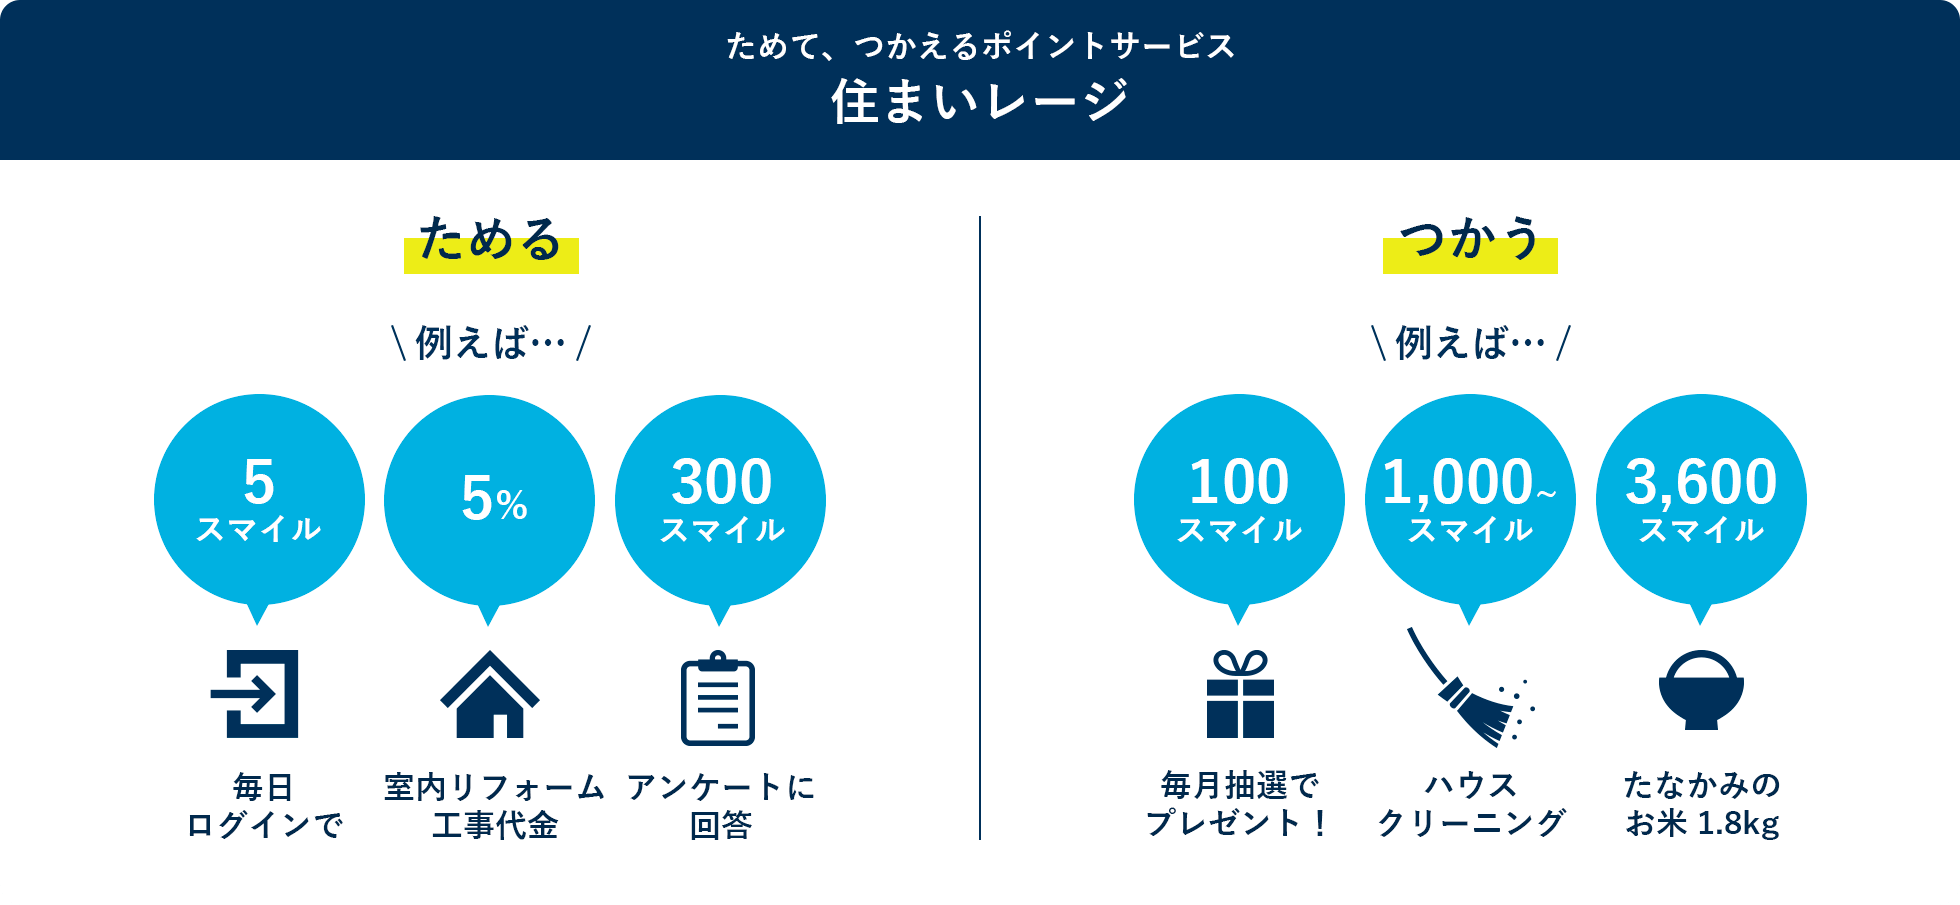 ためて、つかえるポイントサービス
住まいレージ
ためる
\ 例えば… /
5
スマイル
毎日
ログインで
5%
室内リフォーム
工事代金
300
スマイル
アンケートに
回答
つかう
\ 例えば… /
100
スマイル
毎月抽選で
プレゼント！
1,000~
スマイル
ハウス
クリーニング
3,600
スマイル
たなかみの
お米 1.8kg